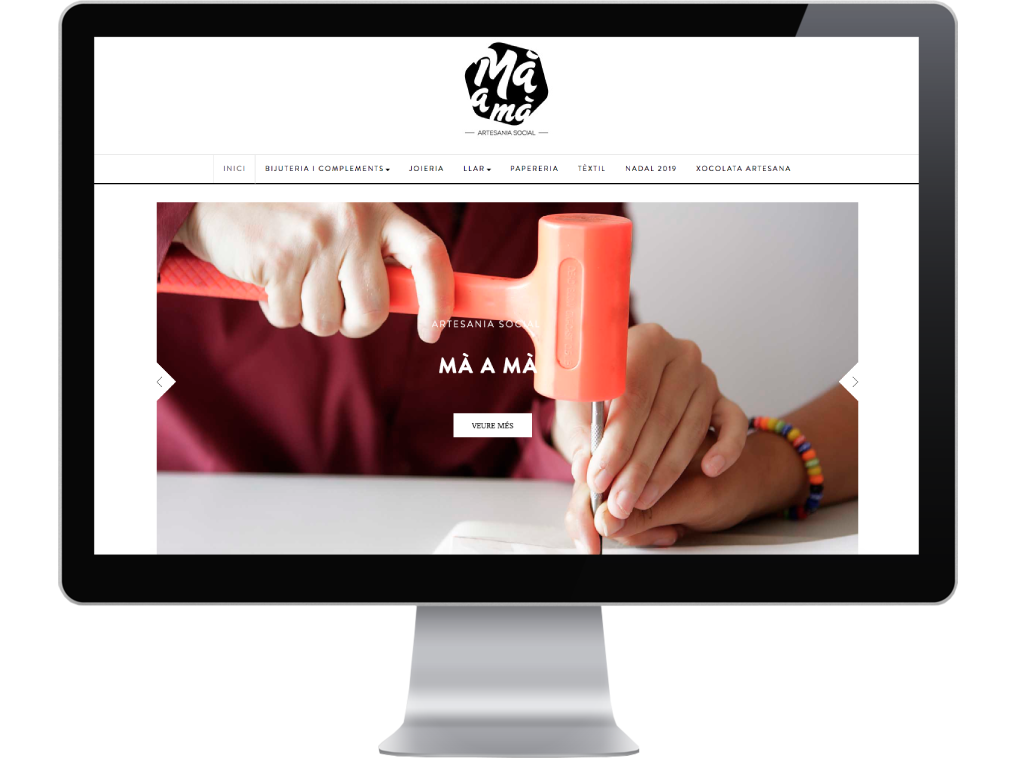 Mà
a
mà
ARTESANIA SOCIAL
INICI BIJUTERIA I COMPLEMENTS JOIERIA LLAR PAPERERIA TÈXTIL NADAL 2019 XOCOLATA ARTESANA
ARTESANIA SOCIAL
MÀ A MÀ
VEURE MÉS